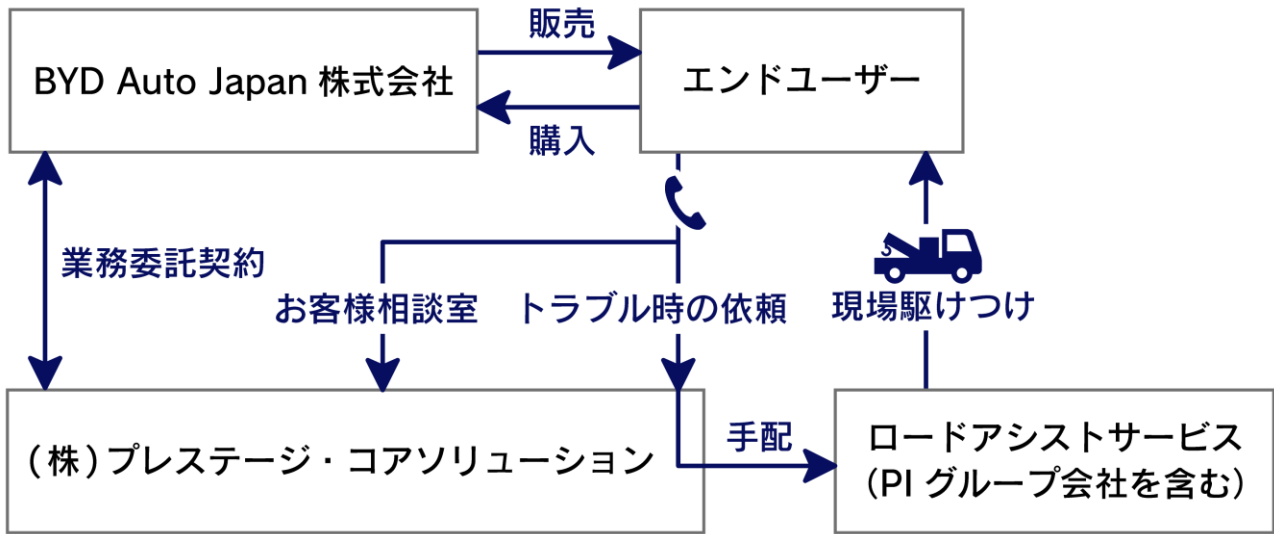 販売
BYD Auto Japan 株式会社
エンドユーザー
購入
業務委託契約
お客様相談室
トラブル時の依頼
現場駆けつけ
(株)プレステージ・コアソリューション
手配
ロードアシストサービス
(PI グループ会社を含む)